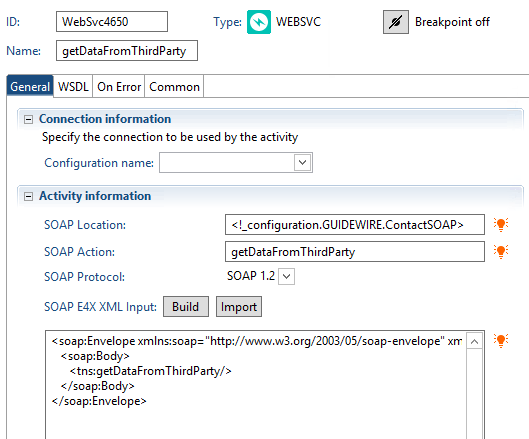 ID: WebSvc4650 Type: WEBSVC Breakpoint off
Name: getDataFromThirdParty
General WSDL On Error Common
Connection information
Specify the connection to be used by the activity
Configuration name:
Activity information
SOAP Location: <!_configuration.GUIDEWIRE.ContactSOAP>
SOAP Action: getDataFromThirdParty
SOAP Protocol: SOAP 1.2
SOAP E4X XML Input: Build Import
<soap:Envelope xmlns:soap="http://www.w3.org/2003/05/soap-envelope" xm
<soap:Body>
<tns:getDataFromThirdParty/>
</soap:Body>
</soap:Envelope>